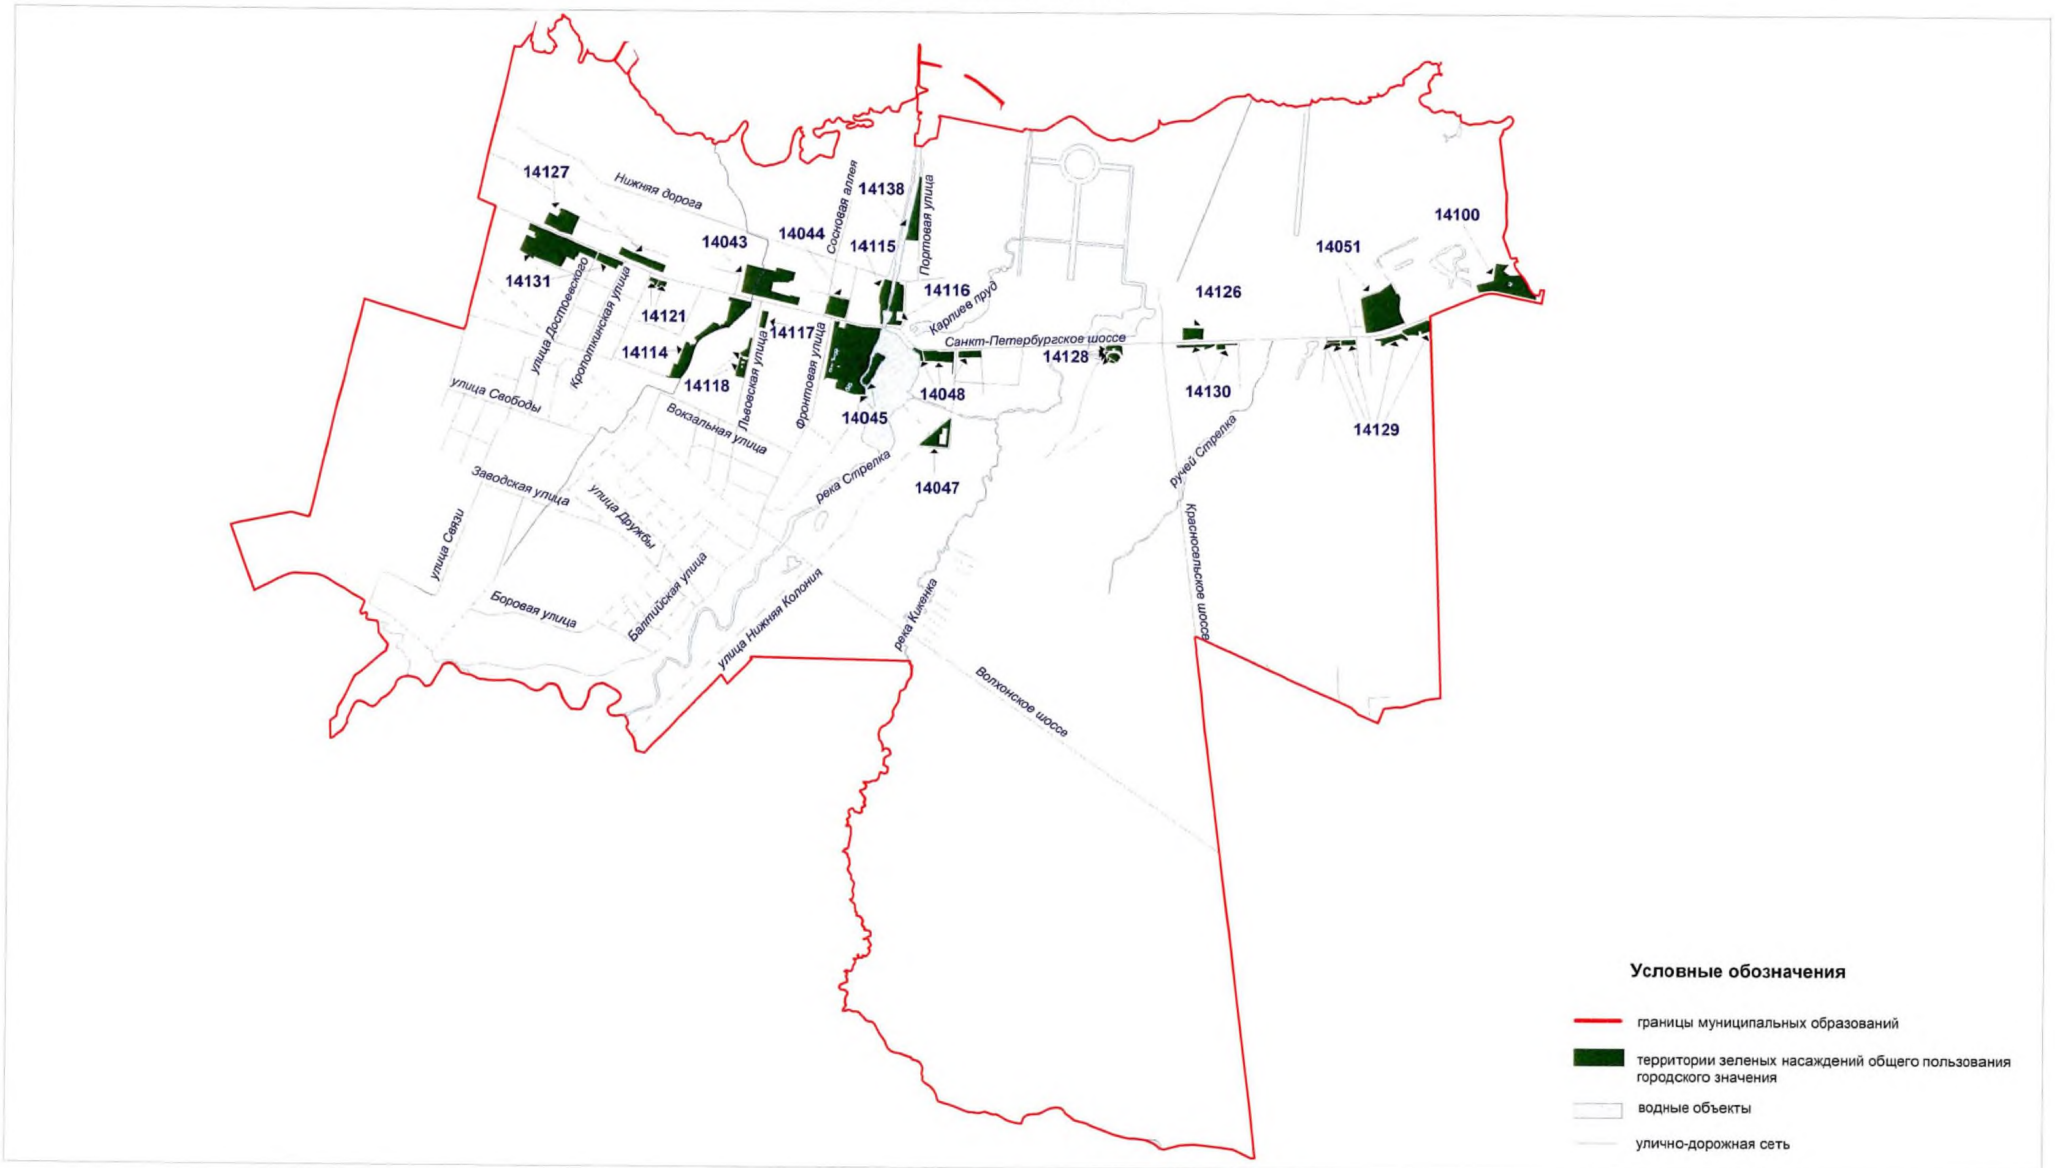 14127
Нижняя дорога
Сосновая аллея
14138
Портовая улица
14100
14043
14044
14115
14051
14131
улица Достоевского
Кропоткинская улица
14121
14116
Карпиев пруд
14126
14114
14117
Санкт-Петербургское шоссе
14128
14118
Львовская улица
Фронтовая улица
14048
14130
улица Свободы
Вокзальная улица
14045
14129
река Стрелка
14047
ручей Стрелка
Заводская улица
улица Дружбы
улица Связи
Красносельское шоссе
Боровая улица
Балтийская улица
улица Нижняя Колония
река Кикенка
Волхонское шоссе
Условные обозначения
границы муниципальных образований
территории зеленых насаждений общего пользования
городского значения
водные объекты
улично-дорожная сеть